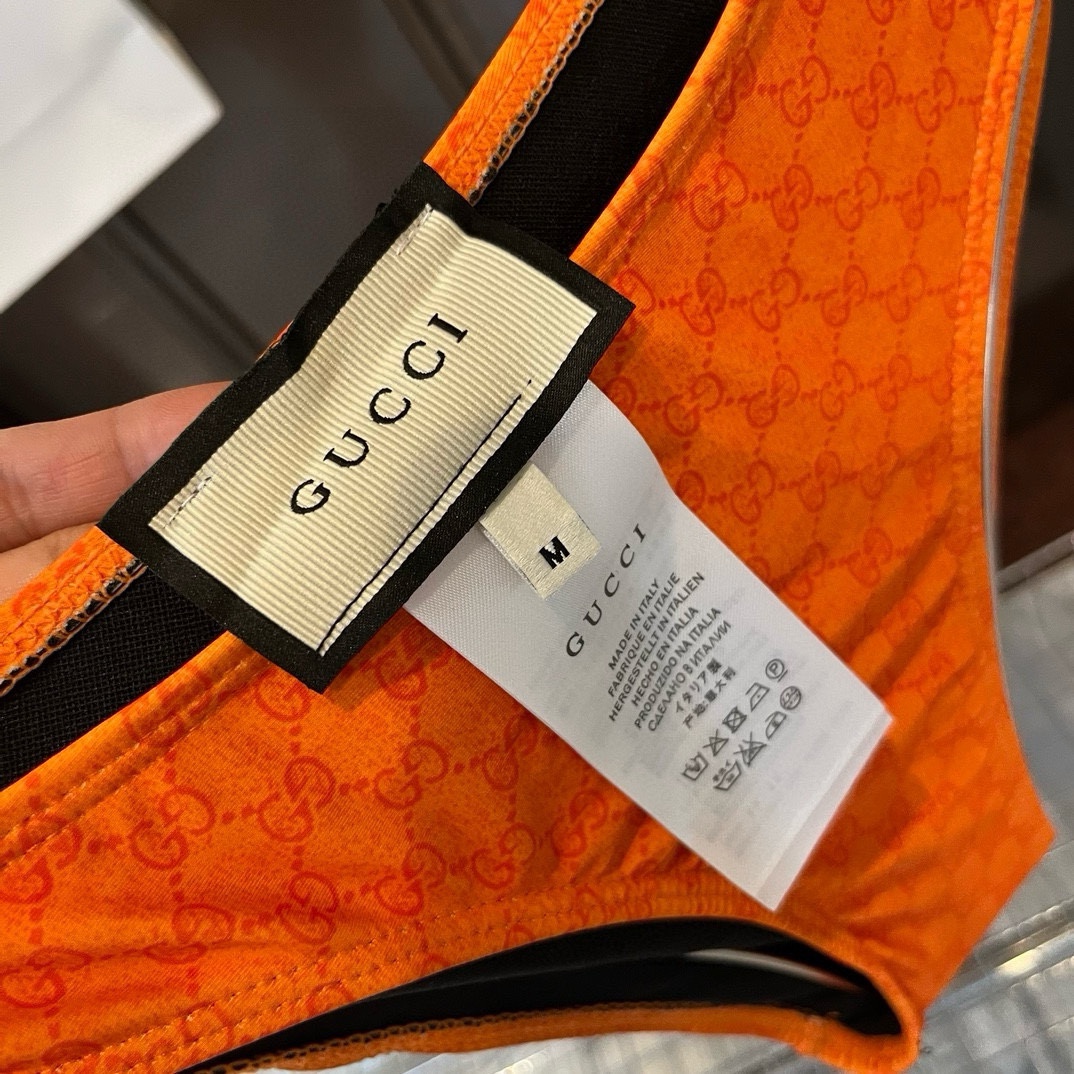 GUCCI
M
GUCCI
MADE IN ITALY
FABRIQUE EN ITALIE
HERGESTELLT IN ITALIEN
HECHO EN ITALIA
PRODUZIDO NA ITALIA
СДЕЛАНО В ИТАЛИИ
イタリア製
产地:意大利